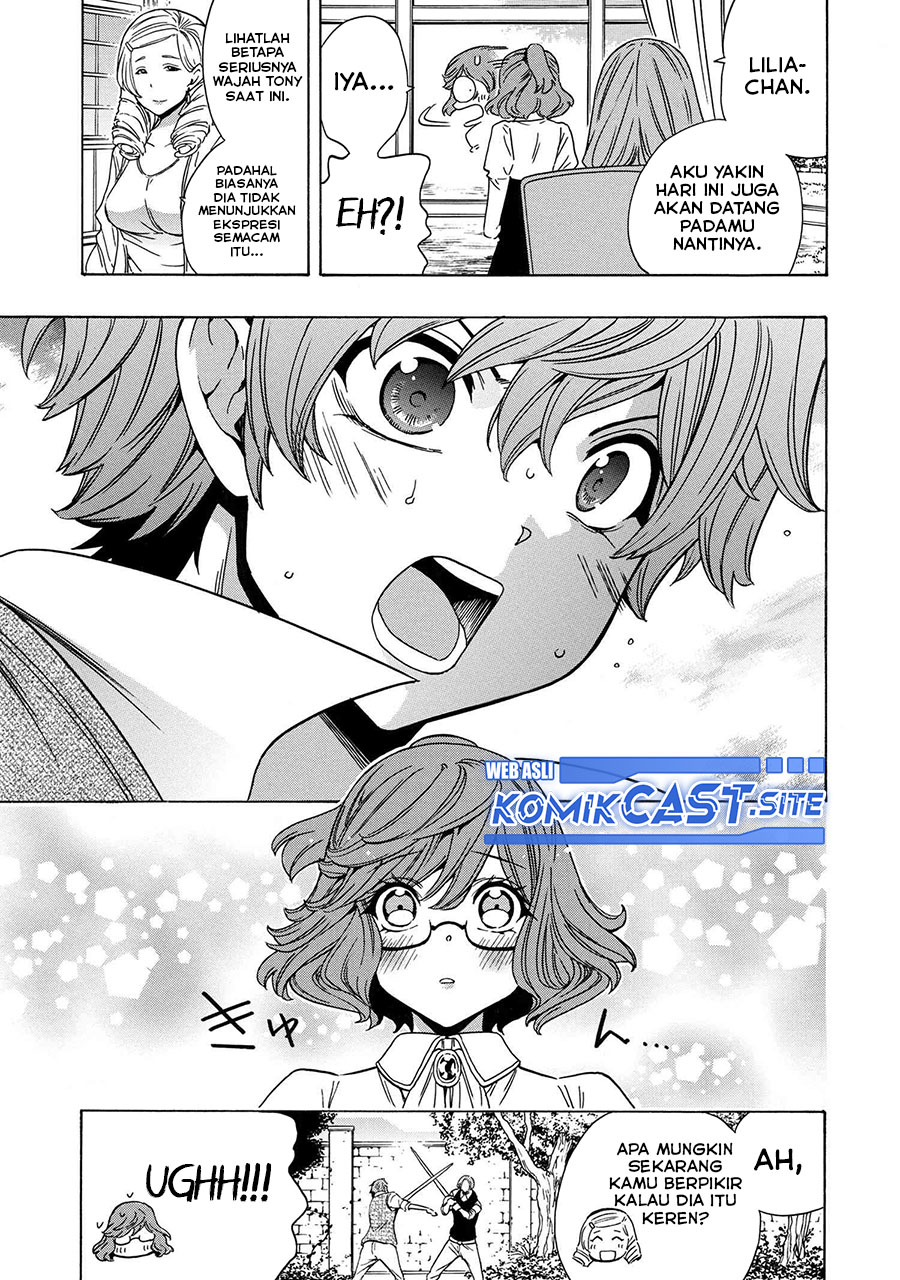 LILIA-
CHAN.
AKU YAKIN
HARI INI JUGA
AKAN DATANG
PADAMU
NANTINYA.
IYA...
EH?!
LIHATLAH
BETAPA
SERIUSNYA
WAJAH TONY
SAAT INI.
PADAHAL
BIASANYA
DIA TIDAK
MENUNJUKKAN
EKSPRESI
SEMACAM
ITU...
WEB ASLI
KOMIKCAST.SITE
きゅ
ん...
AH,
APA MUNGKIN
SEKARANG
KAMU BERPIKIR
KALAU DIA ITU
KEREN?
UGHH!!!